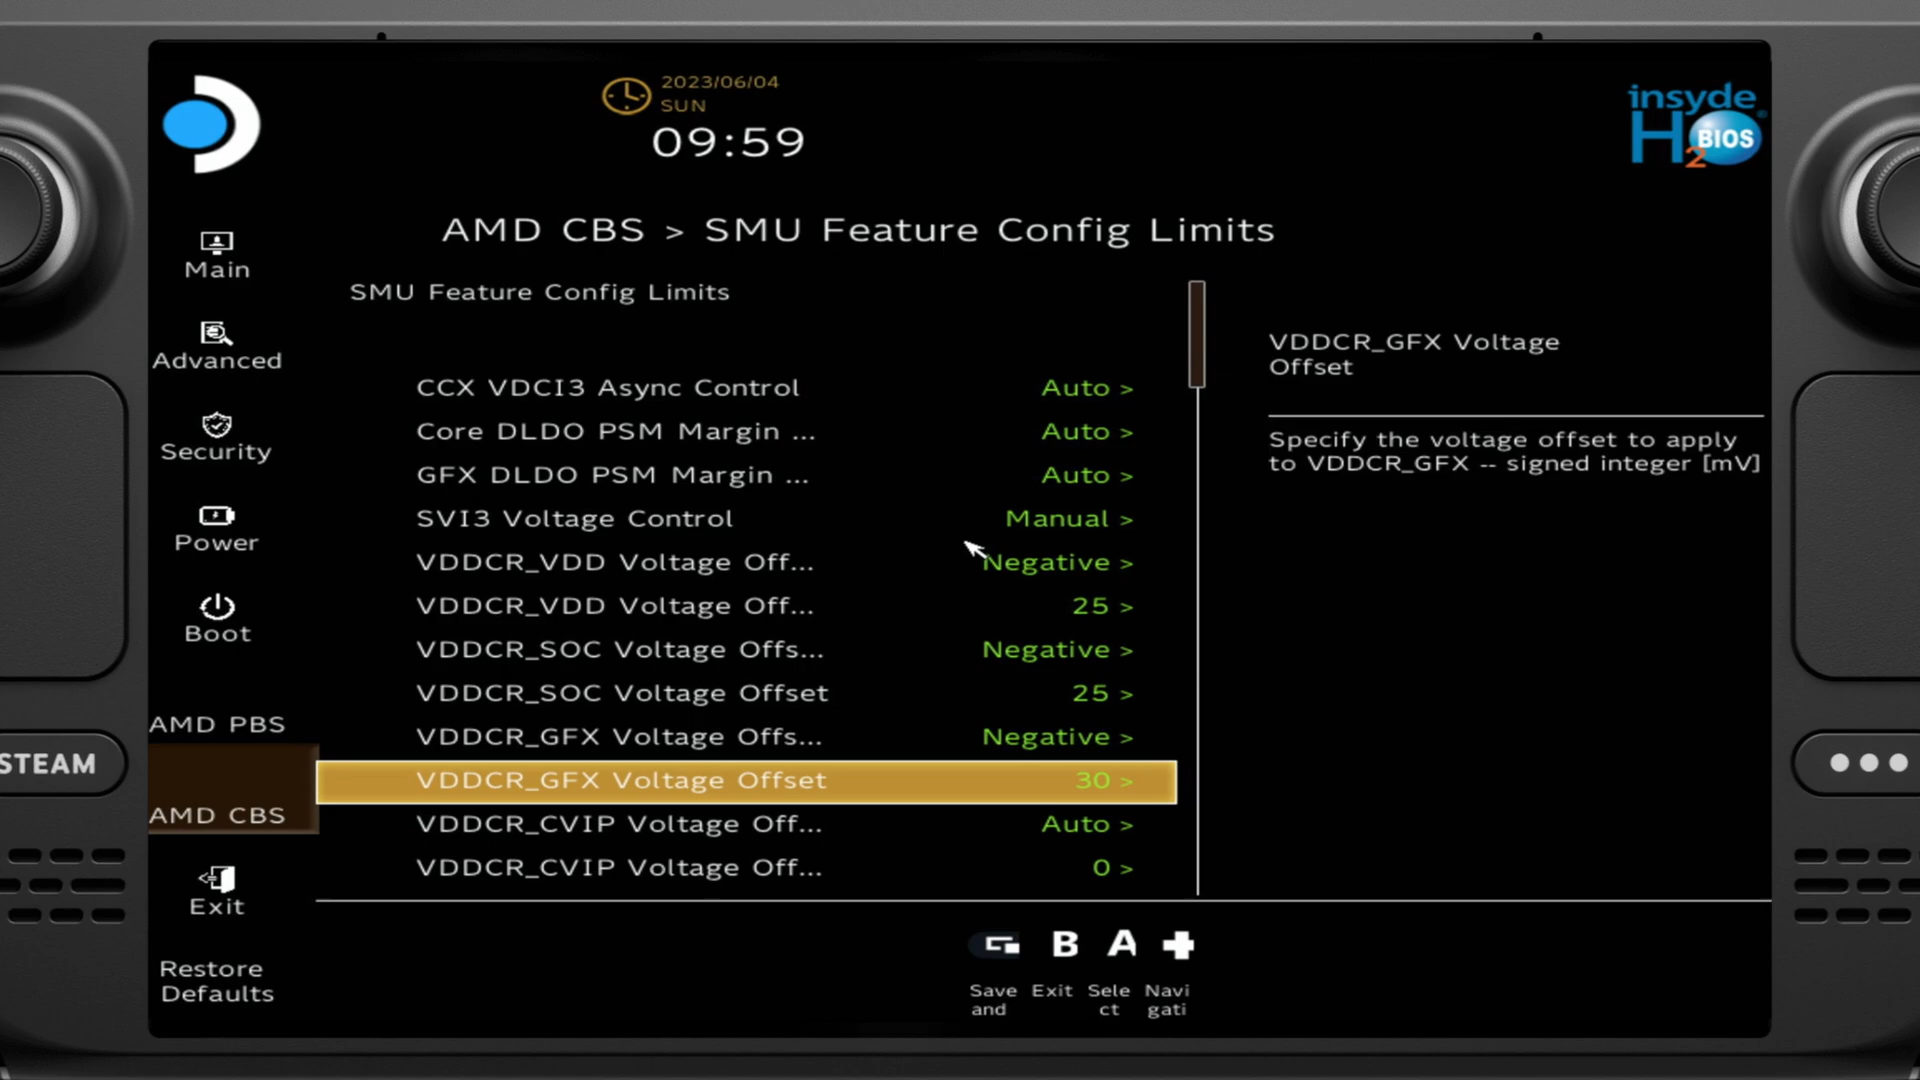 2023/06/04
SUN
09:59
insyde
H2 BIOS
®
AMD CBS > SMU Feature Config Limits
Main
Advanced
Security
Power
Boot
AMD PBS
AMD CBS
Exit
Restore
Defaults
STEAM
SMU Feature Config Limits
CCX VDCI3 Async Control Auto >
Core DLDO PSM Margin ... Auto >
GFX DLDO PSM Margin ... Auto >
SVI3 Voltage Control Manual >
VDDCR_VDD Voltage Off... Negative >
VDDCR_VDD Voltage Off... 25 >
VDDCR_SOC Voltage Offs... Negative >
VDDCR_SOC Voltage Offset 25 >
VDDCR_GFX Voltage Offs... Negative >
VDDCR_GFX Voltage Offset 30 >
VDDCR_CVIP Voltage Off... Auto >
VDDCR_CVIP Voltage Off... 0 >
VDDCR_GFX Voltage
Offset
Specify the voltage offset to apply
to VDDCR_GFX -- signed integer [mV]
B A
Save Exit Sele Navi
and ct gati